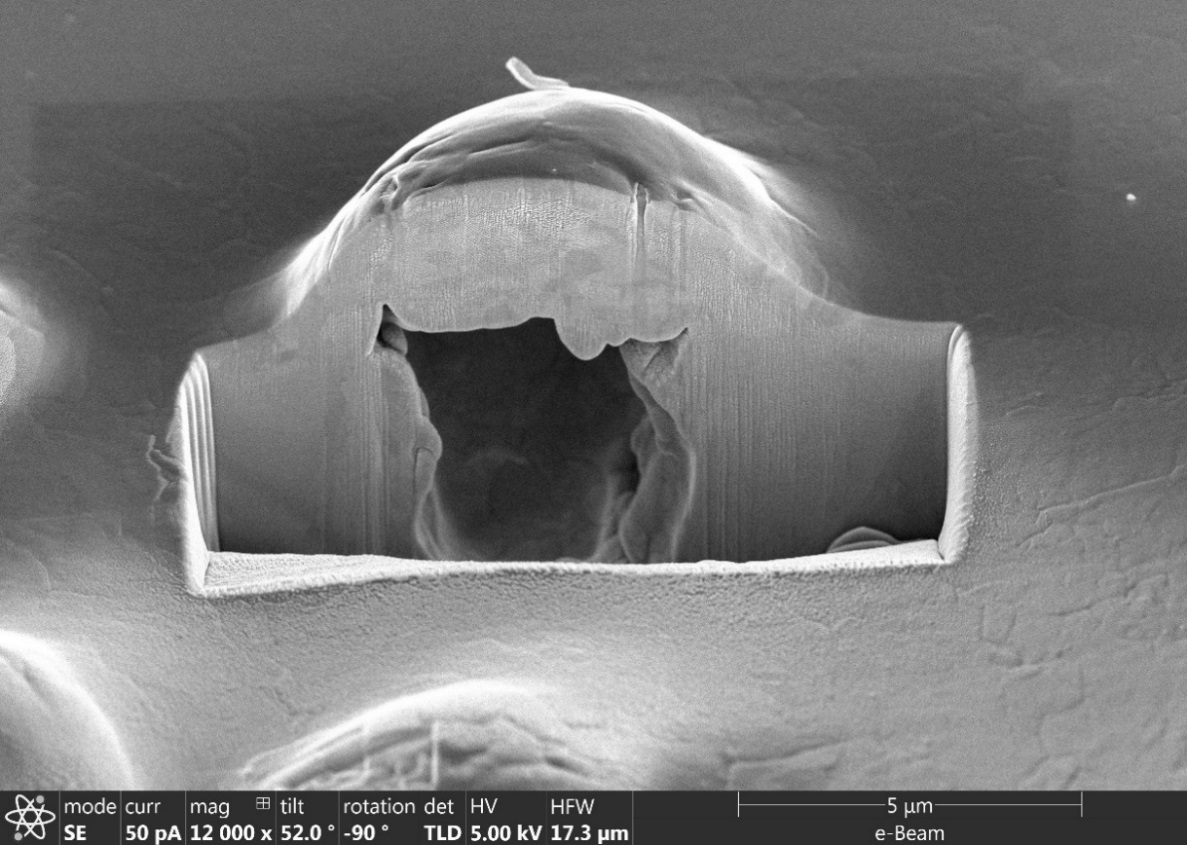 mode curr mag tilt rotation det HV HFW 5 µm
SE 50 pA 12 000 x 52.0 ° -90 ° TLD 5.00 kV 17.3 µm e-Beam